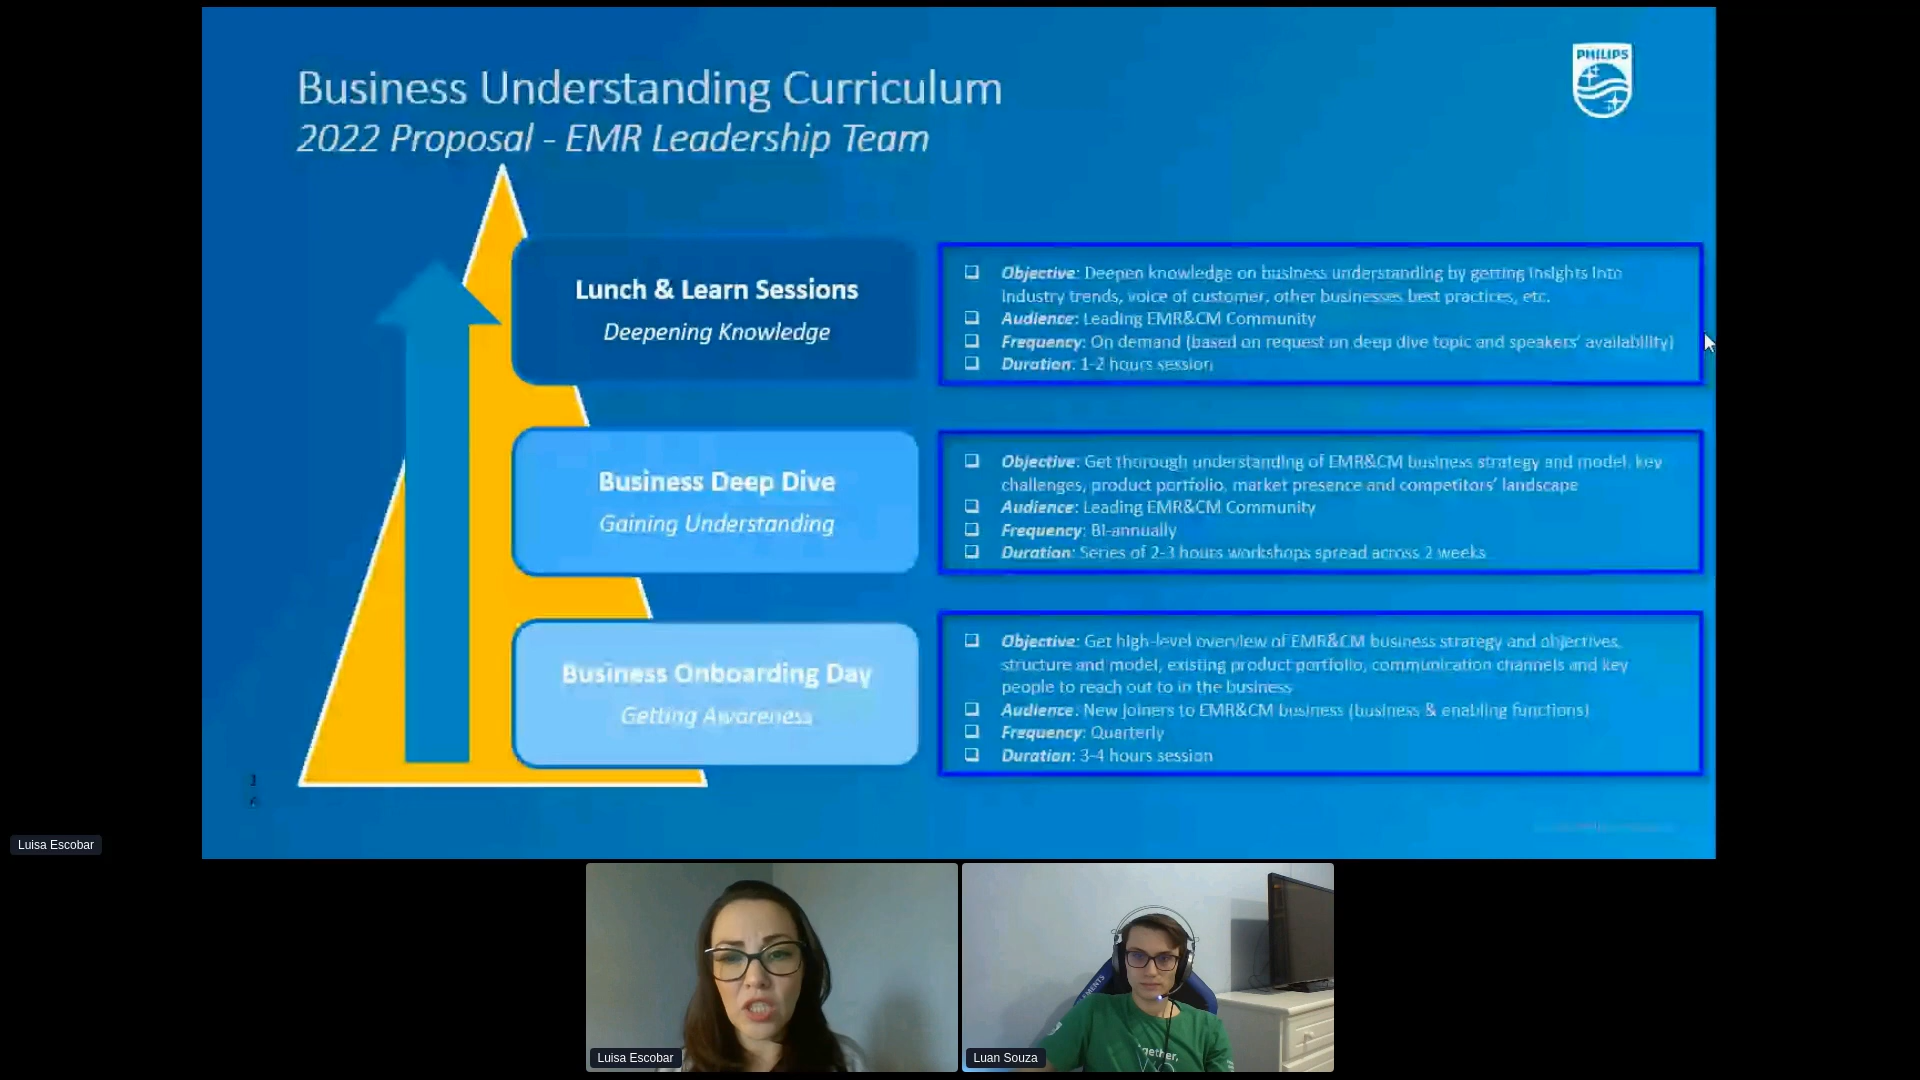 Business Understanding Curriculum
2022 Proposal - EMR Leadership Team
PHILIPS
Lunch & Learn Sessions
Deepening Knowledge
❑ Objective: Deepen knowledge on business understanding by getting insights into
industry trends, voice of customer, other businesses best practices, etc.
❑ Audience: Leading EMR&CM Community
❑ Frequency: On demand (based on request on deep dive topic and speakers' availability)
❑ Duration: 1-2 hours session
Business Deep Dive
Gaining Understanding
❑ Objective: Get thorough understanding of EMR&CM business strategy and model, key
challenges, product portfolio, market presence and competitors' landscape
❑ Audience: Leading EMR&CM Community
❑ Frequency: Bi-annually
❑ Duration: Series of 2-3 hours workshops spread across 2 weeks
Business Onboarding Day
Getting Awareness
❑ Objective: Get high-level overview of EMR&CM business strategy and objectives,
structure and model, existing product portfolio, communication channels and key
people to reach out to in the business
❑ Audience: New joiners to EMR&CM business (business & enabling functions)
❑ Frequency: Quarterly
❑ Duration: 3-4 hours session
Luisa Escobar
Luisa Escobar
Luan Souza